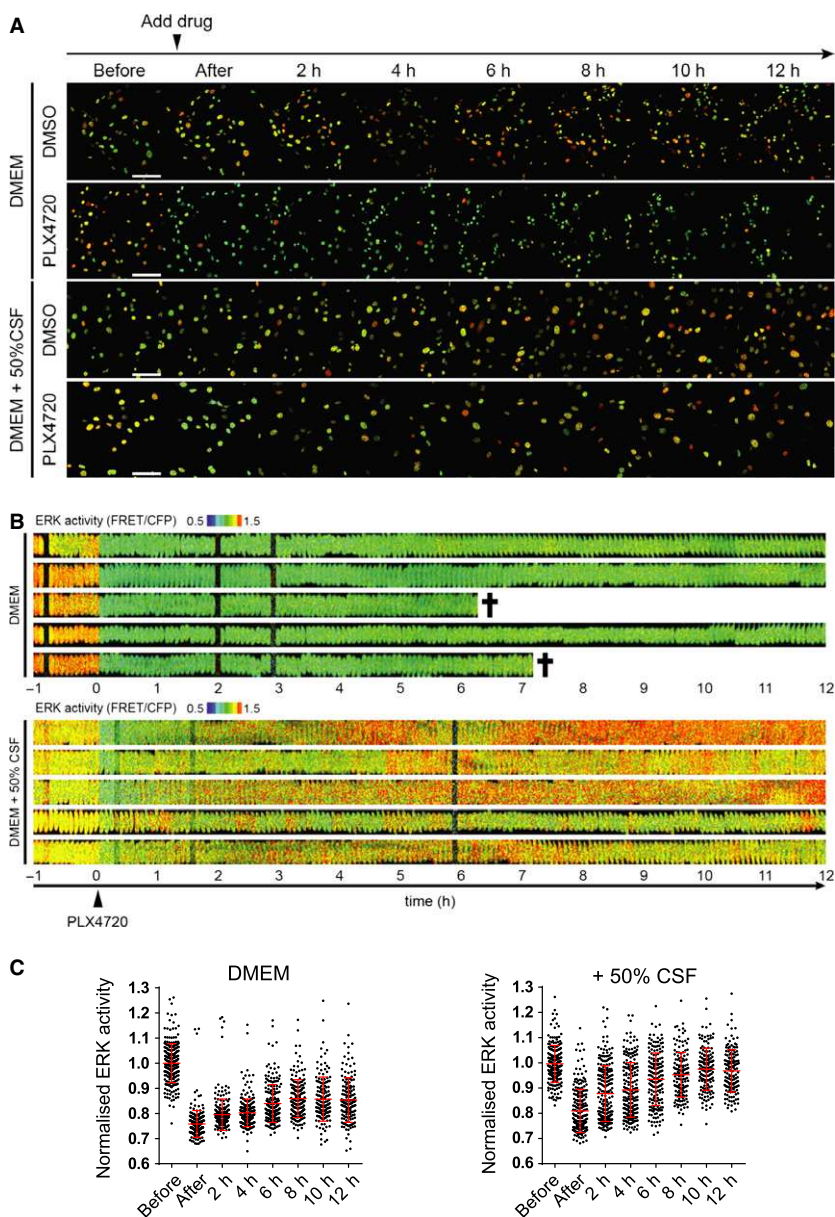 A
Add drug
Before After 2 h 4 h 6 h 8 h 10 h 12 h
DMEM
DMSO
PLX4720
DMEM + 50%CSF
DMSO
PLX4720
B
ERK activity (FRET/CFP) 0.5 1.5
DMEM
−1 0 1 2 3 4 5 6 7 8 9 10 11 12
ERK activity (FRET/CFP) 0.5 1.5
DMEM + 50% CSF
−1 0 1 2 3 4 5 6 7 8 9 10 11 12
time (h)
PLX4720
C
DMEM
Normalised ERK activity
1.3
1.2
1.1
1.0
0.9
0.8
0.7
0.6
Before After 2 h 4 h 6 h 8 h 10 h 12 h
+ 50% CSF
Normalised ERK activity
1.3
1.2
1.1
1.0
0.9
0.8
0.7
0.6
Before After 2 h 4 h 6 h 8 h 10 h 12 h